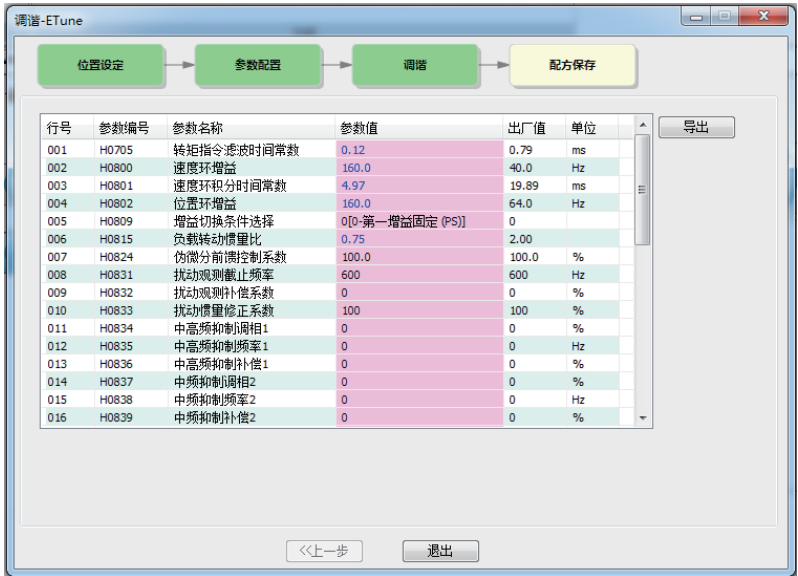 调谐-ETune
位置设定 参数配置 调谐 配方保存
行号 参数编号 参数名称 参数值 出厂值 单位 导出
001 H0705 转矩指令滤波时间常数 0.12 0.79 ms
002 H0800 速度环增益 160.0 40.0 Hz
003 H0801 速度环积分时间常数 4.97 19.89 ms
004 H0802 位置环增益 160.0 64.0 Hz
005 H0809 增益切换条件选择 0[0-第一增益固定 (PS)] 0
006 H0815 负载转动惯量比 0.75 2.00
007 H0824 伪微分前馈控制系数 100.0 100.0 %
008 H0831 扰动观测截止频率 600 600 Hz
009 H0832 扰动观测补偿系数 0 0 %
010 H0833 扰动惯量修正系数 100 100 %
011 H0834 中高频抑制调相1 0 0 %
012 H0835 中高频抑制频率1 0 0 Hz
013 H0836 中高频抑制补偿1 0 0 %
014 H0837 中频抑制调相2 0 0 %
015 H0838 中频抑制频率2 0 0 Hz
016 H0839 中频抑制补偿2 0 0 %
<<上一步 退出